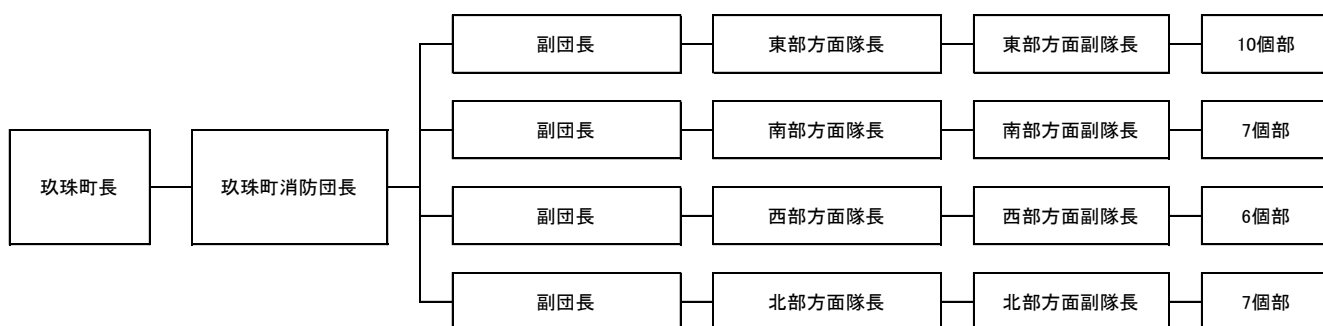 副団長 東部方面隊長 東部方面副隊長 10個部
副団長 南部方面隊長 南部方面副隊長 7個部
玖珠町長 玖珠町消防団長
副団長 西部方面隊長 西部方面副隊長 6個部
副団長 北部方面隊長 北部方面副隊長 7個部